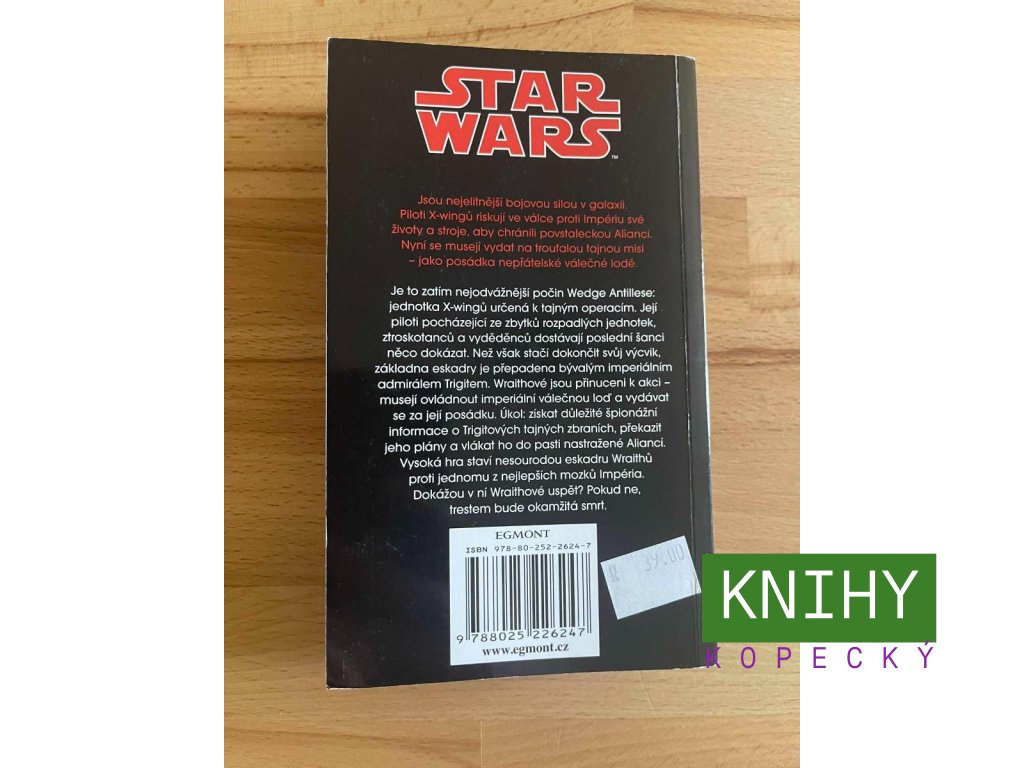 STAR
WARS™
Jsou nejelitnější bojovou silou v galaxii.
Piloti X-wingů riskují ve válce proti Impériu své
životy a stroje, aby chránili povstaleckou Alianci.
Nyní se musejí vydat na troufalou tajnou misi
– jako posádka nepřátelské válečné lodě.
Je to zatím nejodvážnější počin Wedge Antillese:
jednotka X-wingů určená k tajným operacím. Její
piloti pocházející ze zbytků rozpadlých jednotek,
ztroskotanců a vyděděnců dostávají poslední šanci
něco dokázat. Než však stačí dokončit svůj výcvik,
základna eskadry je přepadena bývalým imperiálním
admirálem Trigitem. Wraithové jsou přinuceni k akci –
musejí ovládnout imperiální válečnou loď a vydávat
se za její posádku. Úkol: získat důležité špionážní
informace o Trigitových tajných zbraních, překazit
jeho plány a vlákat ho do pasti nastražené Aliancí.
Vysoká hra staví nesourodou eskadru Wraithů
proti jednomu z nejlepších mozků Impéria.
Dokážou v ní Wraithové uspět? Pokud ne,
trestem bude okamžitá smrt.
EGMONT
ISBN 978-80-252-2624-7
9 788025 226247
www.egmont.cz
Kč 39.00
KNIHY
KOPECKÝ